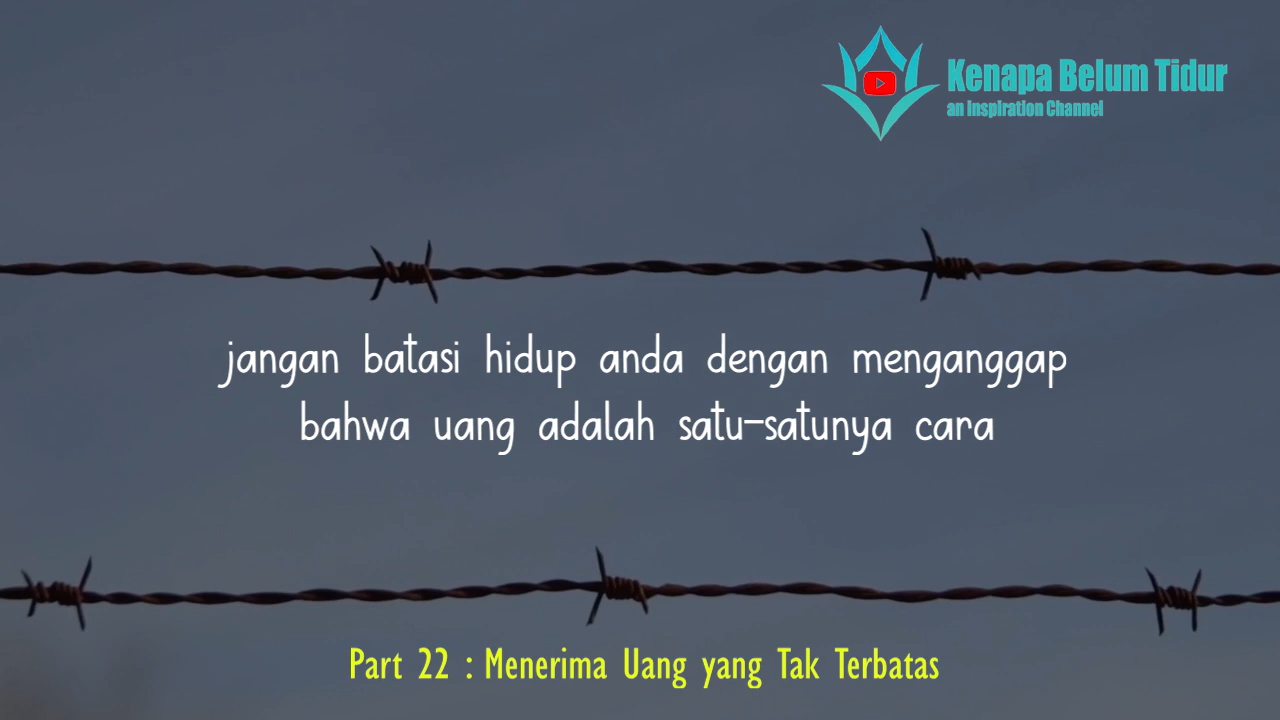 Kenapa Belum Tidur
an Inspiration Channel
jangan batasi hidup anda dengan menganggap
bahwa uang adalah satu-satunya cara
Part 22 : Menerima Uang yang Tak Terbatas